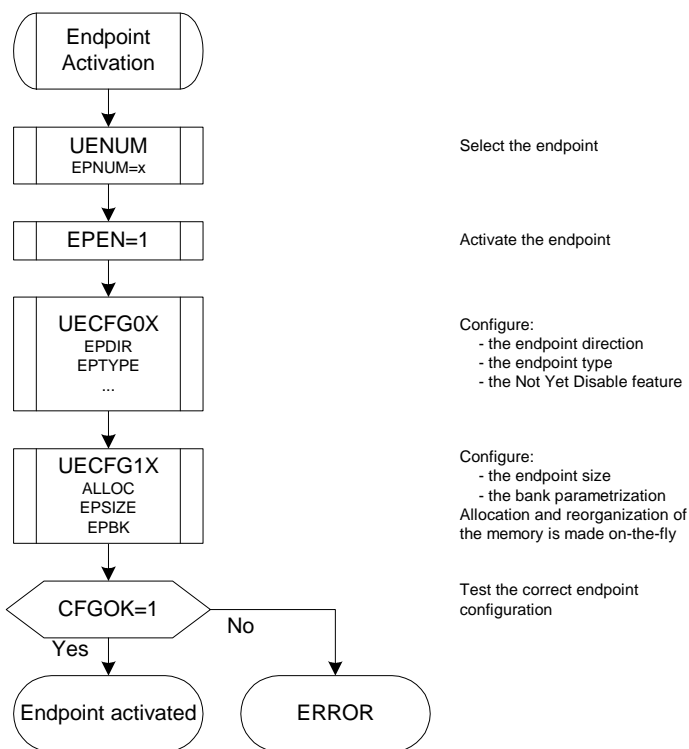 Endpoint
Activation
UENUM
EPNUM=x
Select the endpoint
EPEN=1
Activate the endpoint
UECFG0X
EPDIR
EPTYPE
...
Configure:
- the endpoint direction
- the endpoint type
- the Not Yet Disable feature
UECFG1X
ALLOC
EPSIZE
EPBK
Configure:
- the endpoint size
- the bank parametrization
Allocation and reorganization of
the memory is made on-the-fly
CFGOK=1
Test the correct endpoint
configuration
No
Yes
Endpoint activated
ERROR